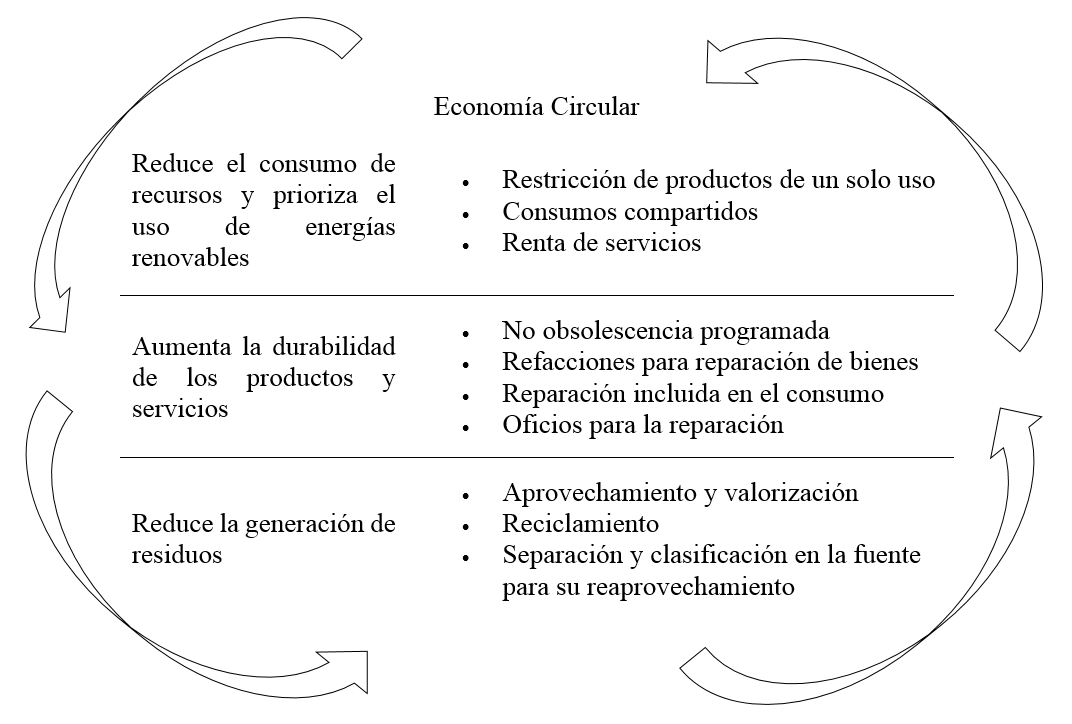 Economía Circular
Reduce el consumo de
recursos y prioriza el
uso de energías
renovables
• Restricción de productos de un solo uso
• Consumos compartidos
• Renta de servicios
Aumenta la durabilidad
de los productos y
servicios
• No obsolescencia programada
• Refacciones para reparación de bienes
• Reparación incluida en el consumo
• Oficios para la reparación
Reduce la generación de
residuos
• Aprovechamiento y valorización
• Reciclamiento
• Separación y clasificación en la fuente
para su reaprovechamiento